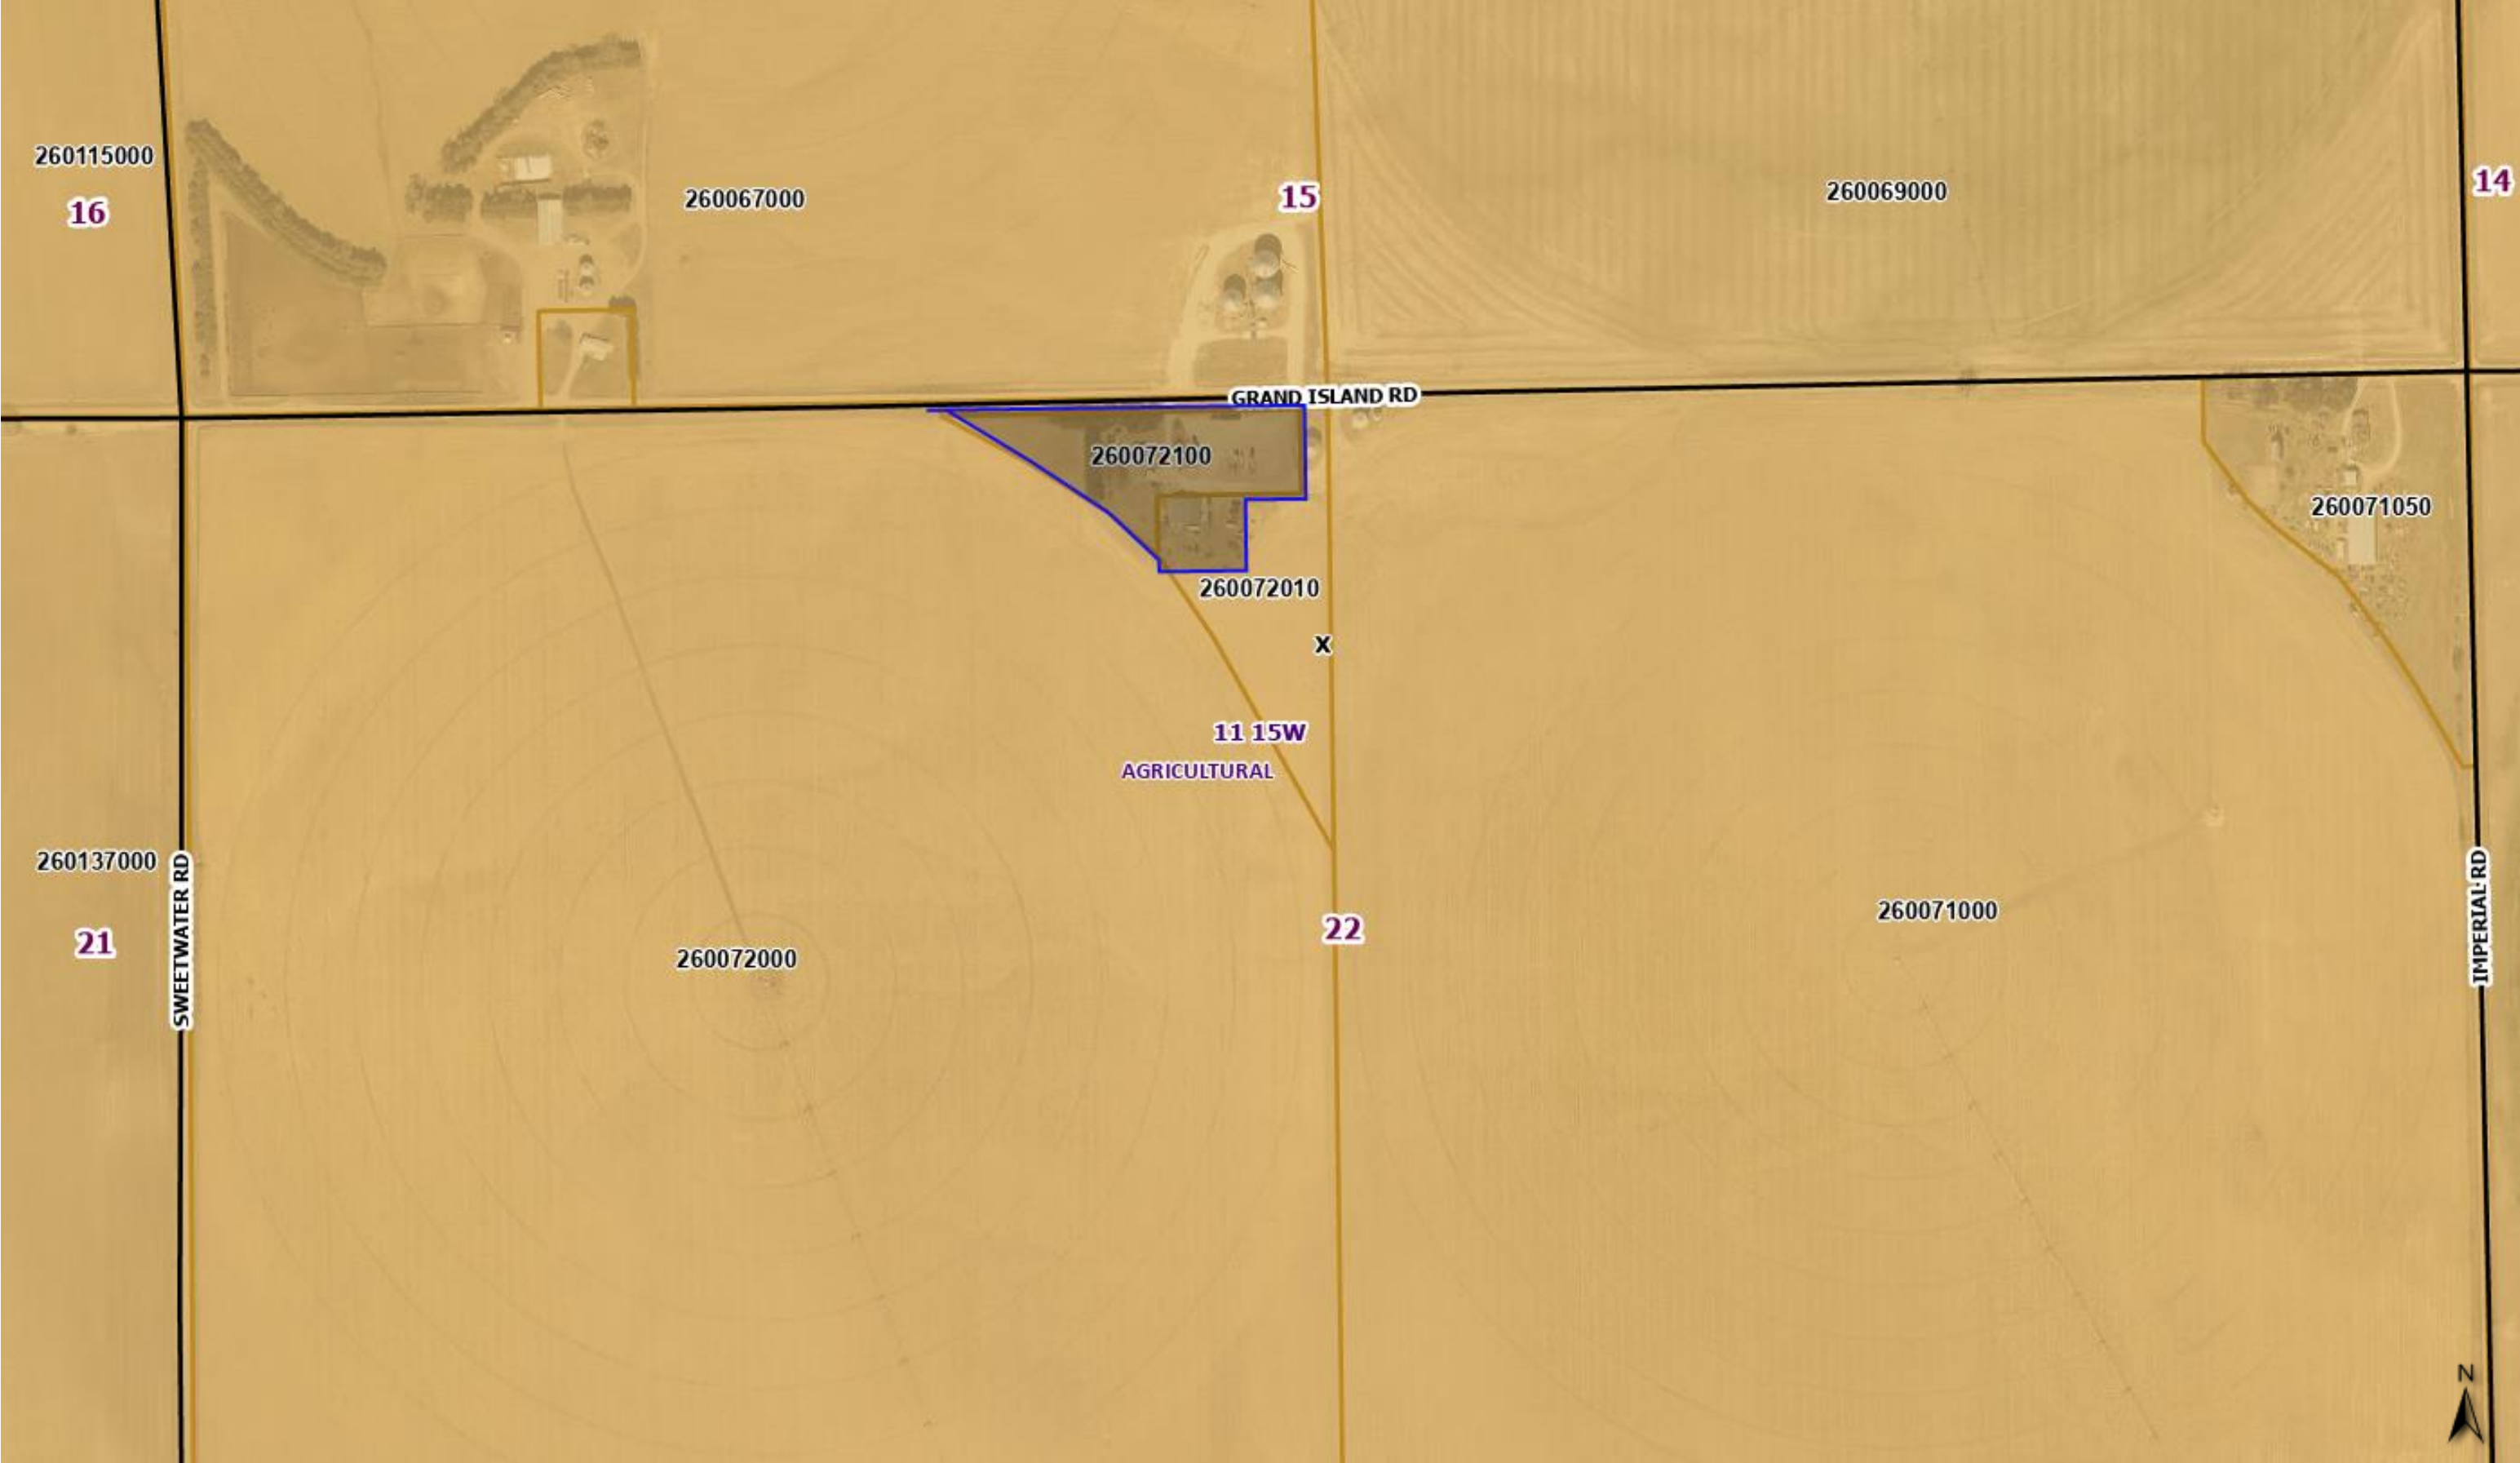 260115000
16
260067000
15
260069000
14
GRAND ISLAND RD
260072100
260071050
260072010
X
11 15W
AGRICULTURAL
260137000
21
SWEETWATER RD
260072000
22
260071000
IMPERIAL RD
N